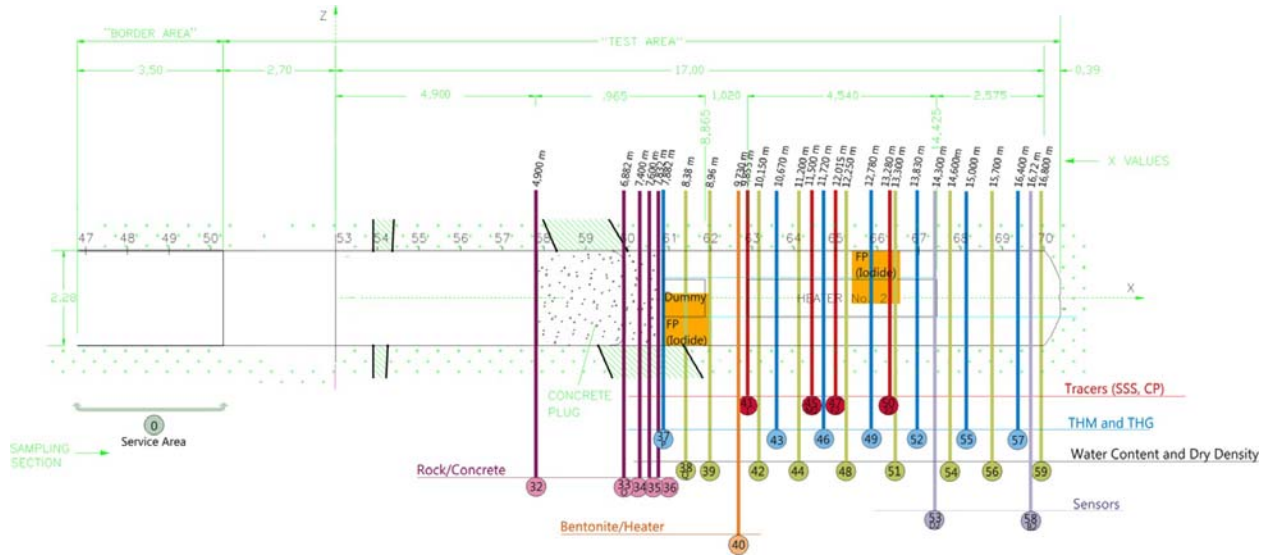 Z
"BORDER AREA"
"TEST AREA"
3,50
2,70
17.00
0,39
4,900
,965
1,020
4,540
2,575
8,865
14,425
4,900 m
6,882 m
7,400 m
7,600 m
7,832 m
7,882 m
8,38 m
8,96 m
9,730 m
9,855 m
10,150 m
10,670 m
11,200 m
11,500 m
11,720 m
12,015 m
12,250 m
12,780 m
13,280 m
13,300 m
13,830 m
14,300 m
14,600m
15,000 m
15,700 m
16,400 m
16,72 m
16,800 m
X VALUES
47 48 49 50 53 54 55 56 57 58 59 60 61 62 63 64 65 66 67 68 69 70
2,28
FP
(Iodide)
X
Dummy
HEATER No. 2
FP
(Iodide)
CONCRETE
PLUG
Tracers (SSS, CP)
41 45 47 50
0
Service Area
THM and THG
37 43 46 49 52 55 57
SAMPLING
SECTION
Water Content and Dry Density
38 39 42 44 48 51 54 56 59
Rock/Concrete
32 33 34 35 36
Sensors
53 58
Bentonite/Heater
40